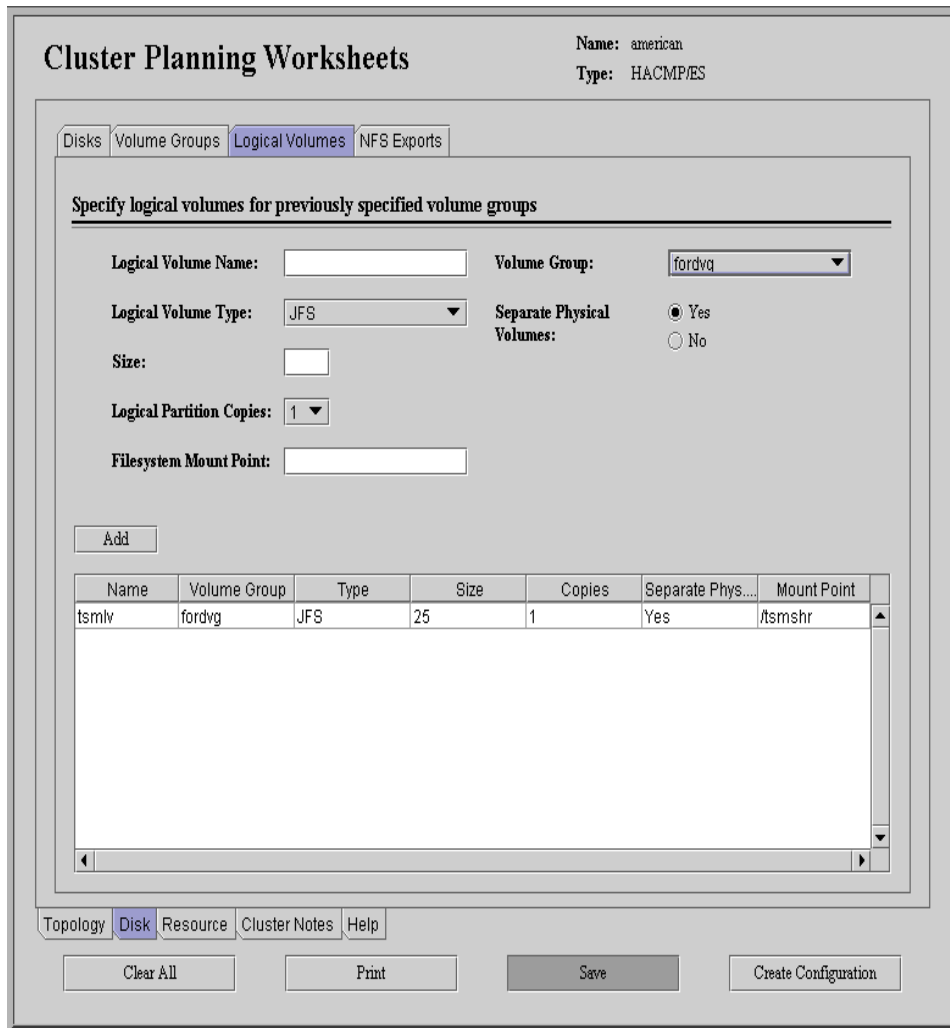 Cluster Planning Worksheets
Name: american
Type: HACMP/ES
Disks Volume Groups Logical Volumes NFS Exports
Specify logical volumes for previously specified volume groups
Logical Volume Name: Volume Group: fordvg
Logical Volume Type: JFS Separate Physical Volumes: Yes
No
Size:
Logical Partition Copies: 1
Filesystem Mount Point:
Add
Name Volume Group Type Size Copies Separate Phys.... Mount Point
tsmlv fordvg JFS 25 1 Yes /tsmshr
Topology Disk Resource Cluster Notes Help
Clear All Print Save Create Configuration